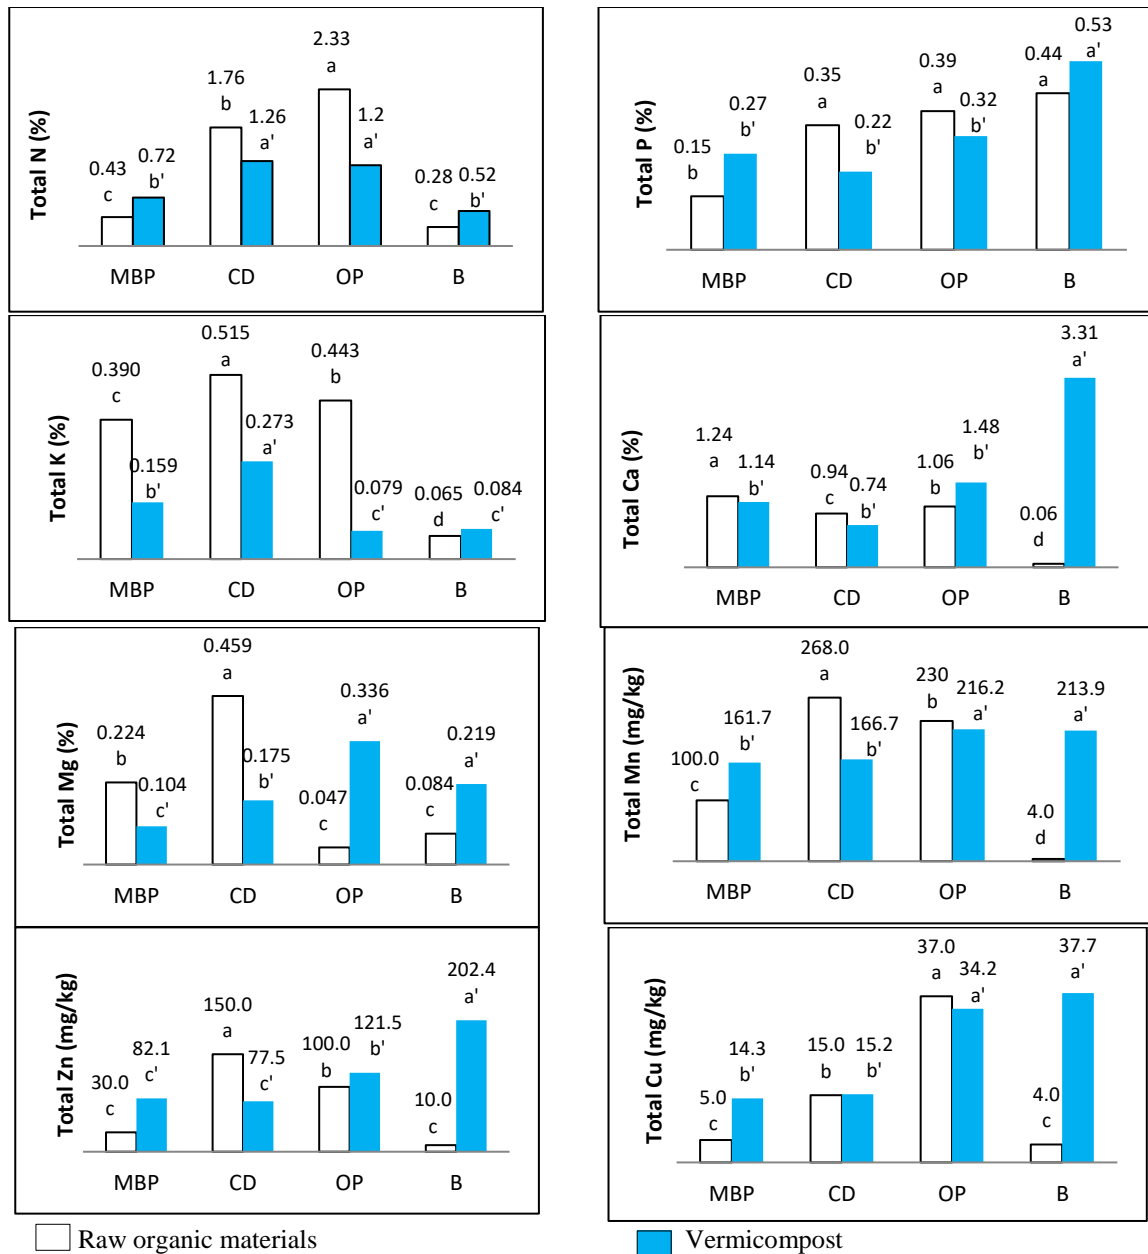 2.33
a
1.76
b
1.26
a'
1.2
a'
0.43
c
0.72
b'
0.28
c
0.52
b'
Total N (%)
MBP CD OP B
0.53
a'
0.44
a
0.39
a
0.35
a
0.32
b'
0.27
b'
0.22
b'
0.15
b
Total P (%)
MBP CD OP B
0.515
a
0.443
b
0.390
c
0.273
a'
0.159
b'
0.079
c'
0.065
d
0.084
c'
Total K (%)
MBP CD OP B
3.31
a'
1.48
b'
1.24
a
1.14
b'
0.94
c
0.74
b'
1.06
b
0.06
d
Total Ca (%)
MBP CD OP B
0.459
a
0.336
a'
0.224
b
0.104
c'
0.175
b'
0.047
c
0.084
c
0.219
a'
Total Mg (%)
MBP CD OP B
268.0
a
230
b
216.2
a'
213.9
a'
161.7
b'
166.7
b'
100.0
c
4.0
d
Total Mn (mg/kg)
MBP CD OP B
202.4
a'
150.0
a
121.5
b'
100.0
b
82.1
c'
77.5
c'
30.0
c
10.0
c
Total Zn (mg/kg)
MBP CD OP B
37.0
a
34.2
a'
37.7
a'
14.3
b'
15.0
b
15.2
b'
5.0
c
4.0
c
Total Cu (mg/kg)
MBP CD OP B
Raw organic materials
Vermicompost